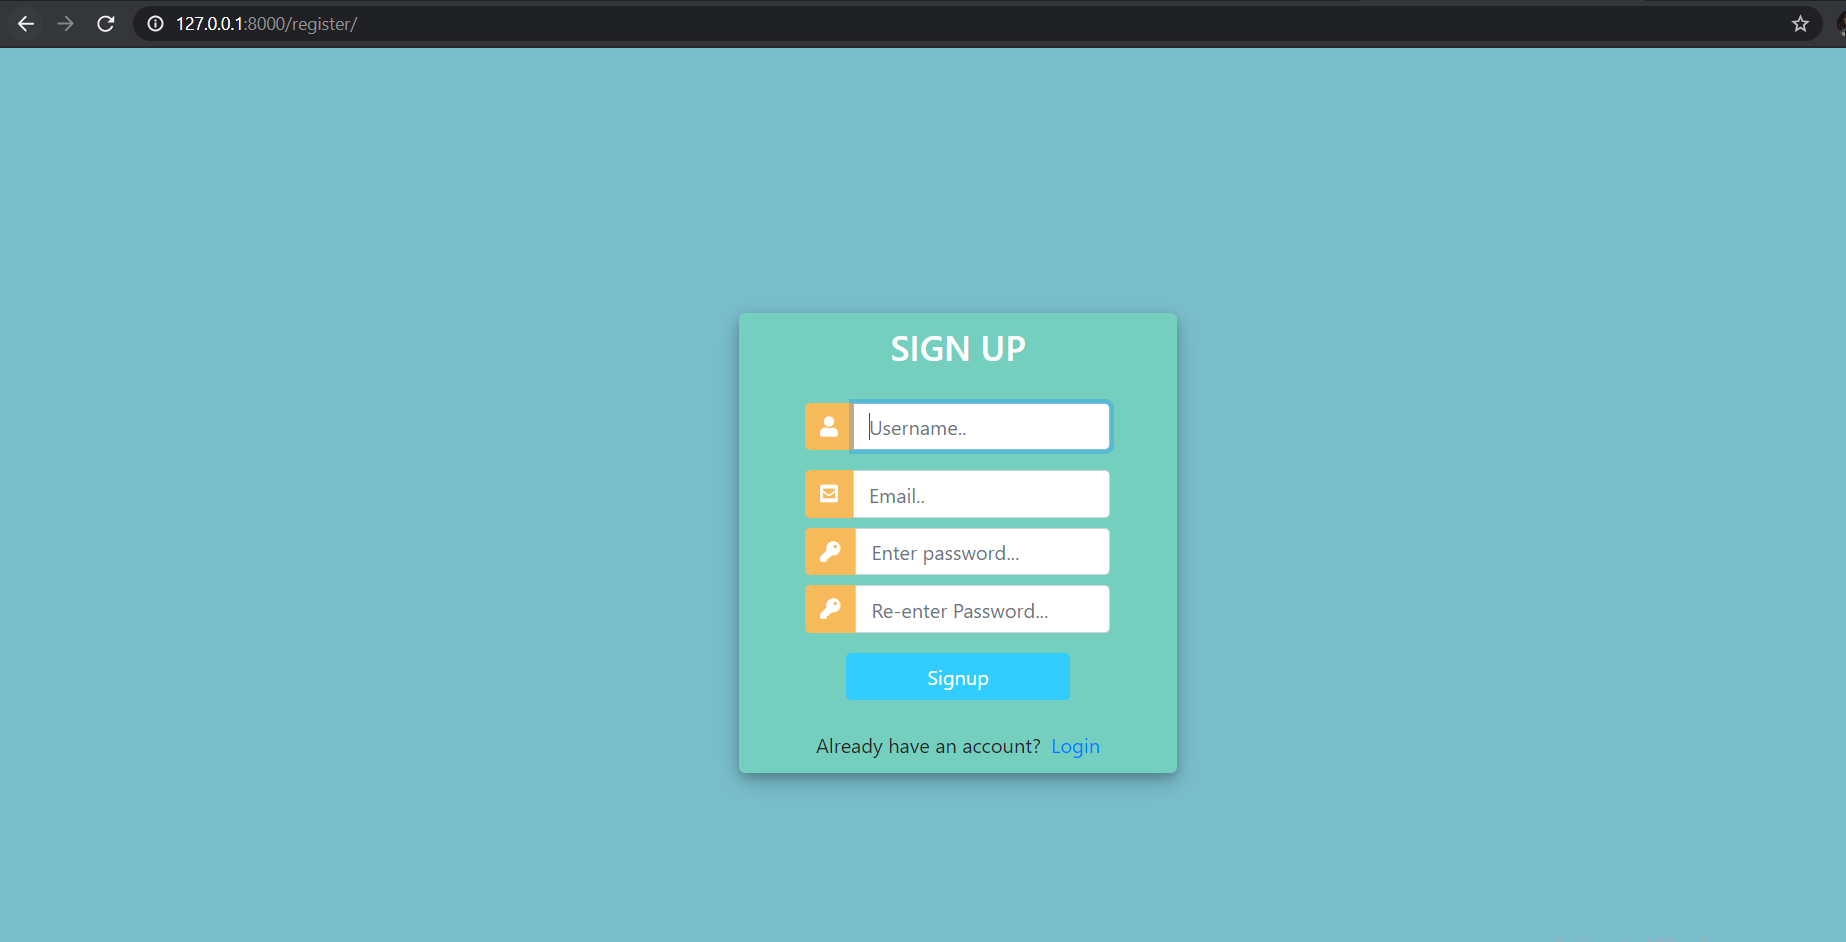 127.0.0.1:8000/register/
SIGN UP
Username..
Email..
Enter password...
Re-enter Password...
Signup
Already have an account? Login